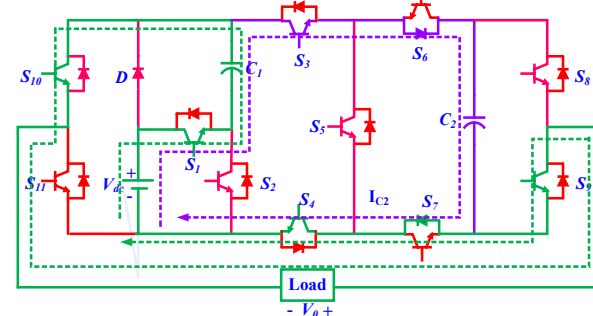 S10
D
C1
S3
S6
S8
S5
C2
S1
S11
Vdc
+
-
S2
S4
IC2
S7
S9
Load
- V0 +